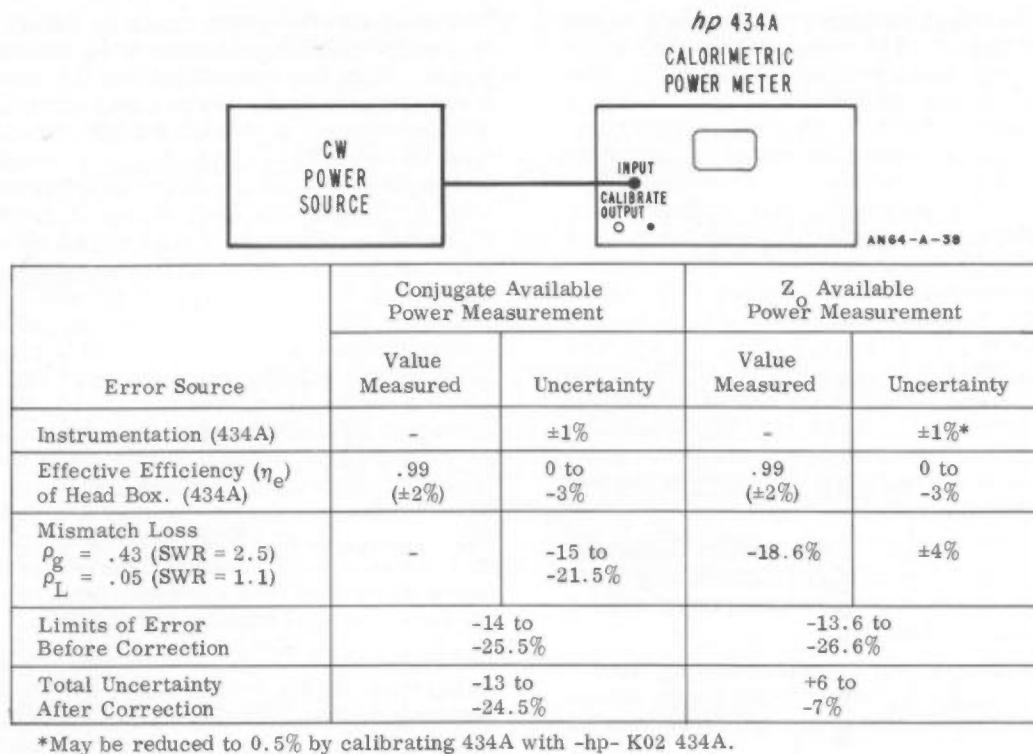 hp 434A
CALORIMETRIC
POWER METER
CW
POWER
SOURCE
INPUT
CALIBRATE
OUTPUT
AN64-A-38
Conjugate Available
Power Measurement
Zo Available
Power Measurement
Error Source
Value
Measured
Uncertainty
Value
Measured
Uncertainty
Instrumentation (434A) - ±1% - ±1%*
Effective Efficiency (ηe) .99 0 to .99 0 to
of Head Box. (434A) (±2%) -3% (±2%) -3%
Mismatch Loss
ρg = .43 (SWR = 2.5) - -15 to -18.6% ±4%
ρL = .05 (SWR = 1.1) -21.5%
Limits of Error -14 to -13.6 to
Before Correction -25.5% -26.6%
Total Uncertainty -13 to +6 to
After Correction -24.5% -7%
*May be reduced to 0.5% by calibrating 434A with -hp- K02 434A.